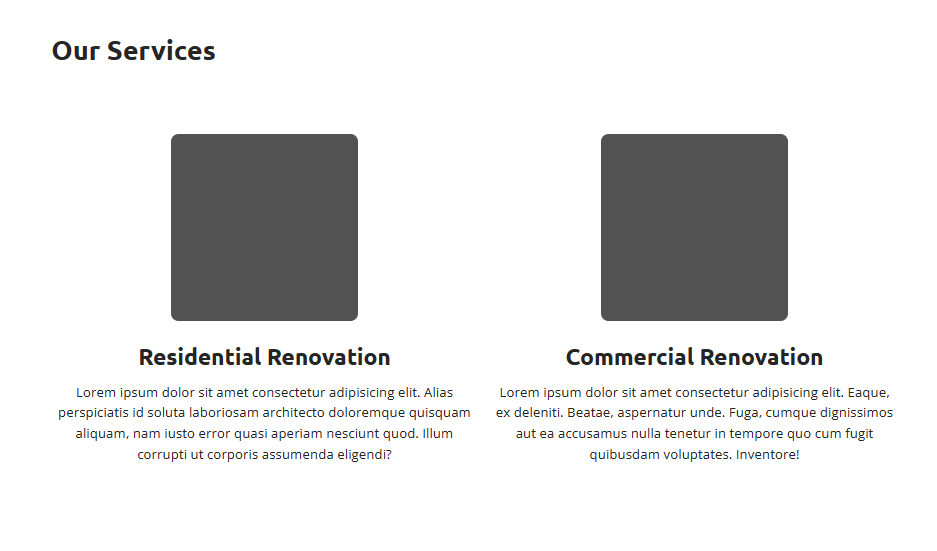 Our Services
Residential Renovation
Lorem ipsum dolor sit amet consectetur adipisicing elit. Alias
perspiciatis id soluta laboriosam architecto doloremque quisquam
aliquam, nam iusto error quasi aperiam nesciunt quod. Illum
corrupti ut corporis assumenda eligendi?
Commercial Renovation
Lorem ipsum dolor sit amet consectetur adipisicing elit. Eaque,
ex deleniti. Beatae, aspernatur unde. Fuga, cumque dignissimos
aut ea accusamus nulla tenetur in tempore quo cum fugit
quibusdam voluptates. Inventore!